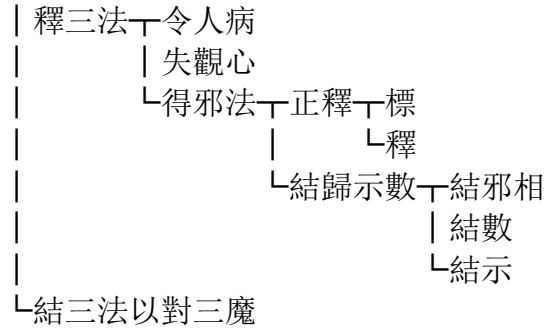 釋三法令人病
失觀心
得邪法正釋標
釋
結歸示數結邪相
結數
結示
結三法以對三魔